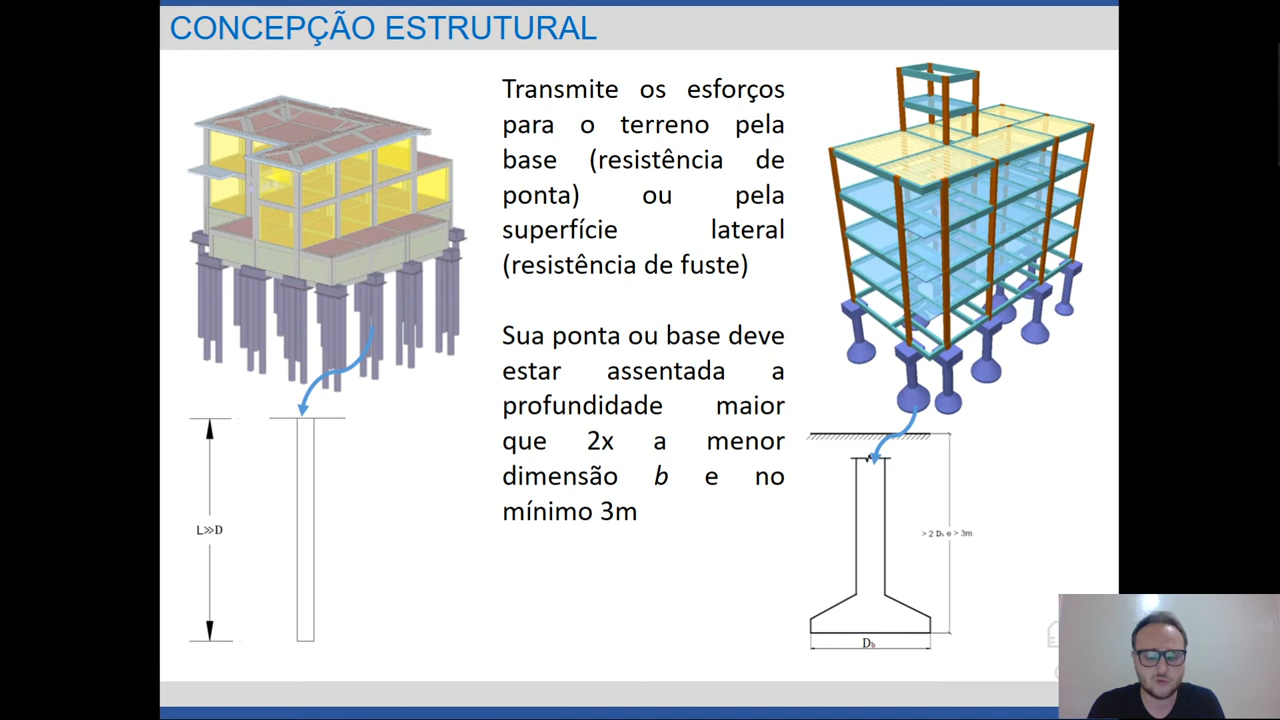 CONCEPÇÃO ESTRUTURAL
Transmite os esforços
para o terreno pela
base (resistência de
ponta) ou pela
superfície lateral
(resistência de fuste)
Sua ponta ou base deve
estar assentada a
profundidade maior
que 2x a menor
dimensão b e no
mínimo 3m
L≫D
> 2 Db e > 3m
Db